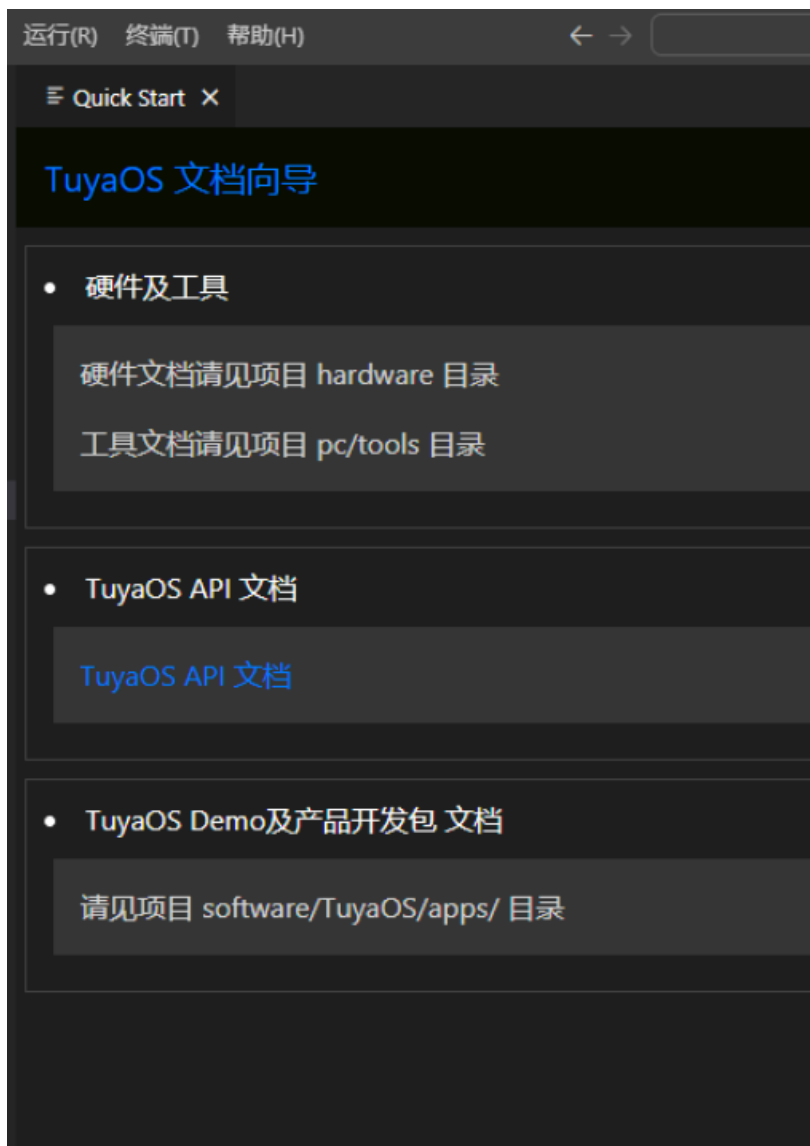 运行(R) 终端(T) 帮助(H)
Quick Start
TuyaOS 文档向导
硬件及工具
硬件文档请见项目 hardware 目录
工具文档请见项目 pc/tools 目录
TuyaOS API 文档
TuyaOS API 文档
TuyaOS Demo及产品开发包 文档
请见项目 software/TuyaOS/apps/ 目录